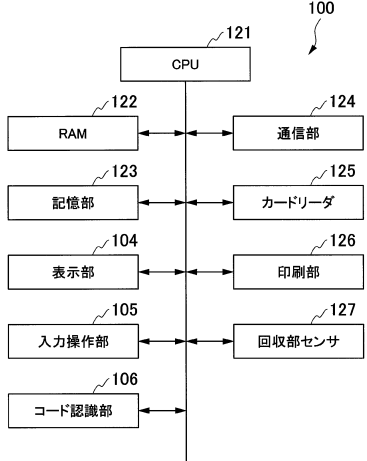 100
121
CPU
122
RAM
124
通信部
123
記憶部
125
カードリーダ
104
表示部
126
印刷部
105
入力操作部
127
回収部センサ
106
コード認識部